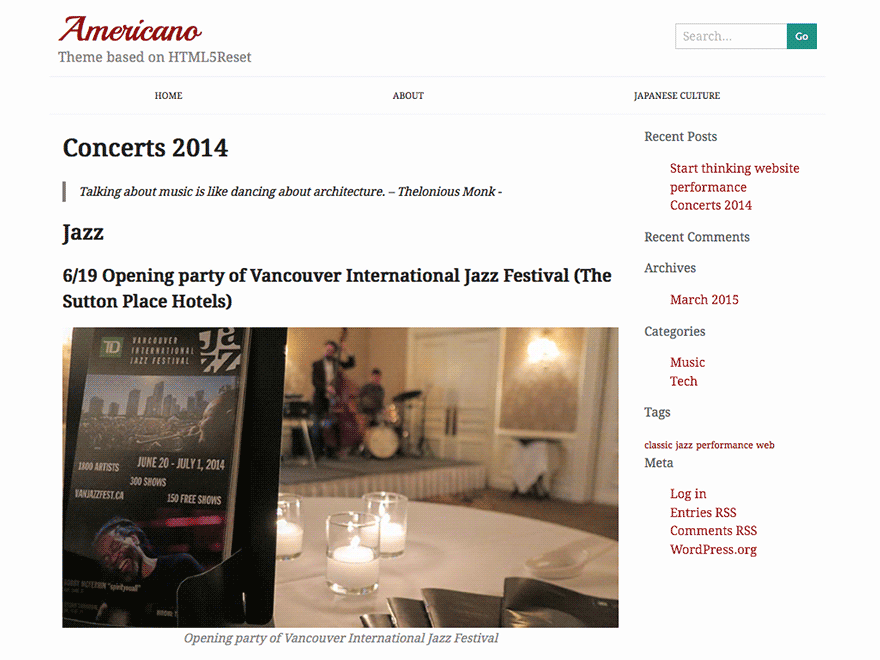 Americano
Theme based on HTML5Reset
Search...
Go
HOME
ABOUT
JAPANESE CULTURE
Concerts 2014
Talking about music is like dancing about architecture. – Thelonious Monk -
Jazz
6/19 Opening party of Vancouver International Jazz Festival (The
Sutton Place Hotels)
TD
VANCOUVER
INTERNATIONAL
JAZZ FESTIVAL
JAZZ
1800 ARTISTS
JUNE 20 - JULY 1, 2014
300 SHOWS
VANJAZZFEST.CA
150 FREE SHOWS
BOBBY MCFERRIN "spirityouall"
Opening party of Vancouver International Jazz Festival
Recent Posts
Start thinking website
performance
Concerts 2014
Recent Comments
Archives
March 2015
Categories
Music
Tech
Tags
classic jazz performance web
Meta
Log in
Entries RSS
Comments RSS
WordPress.org